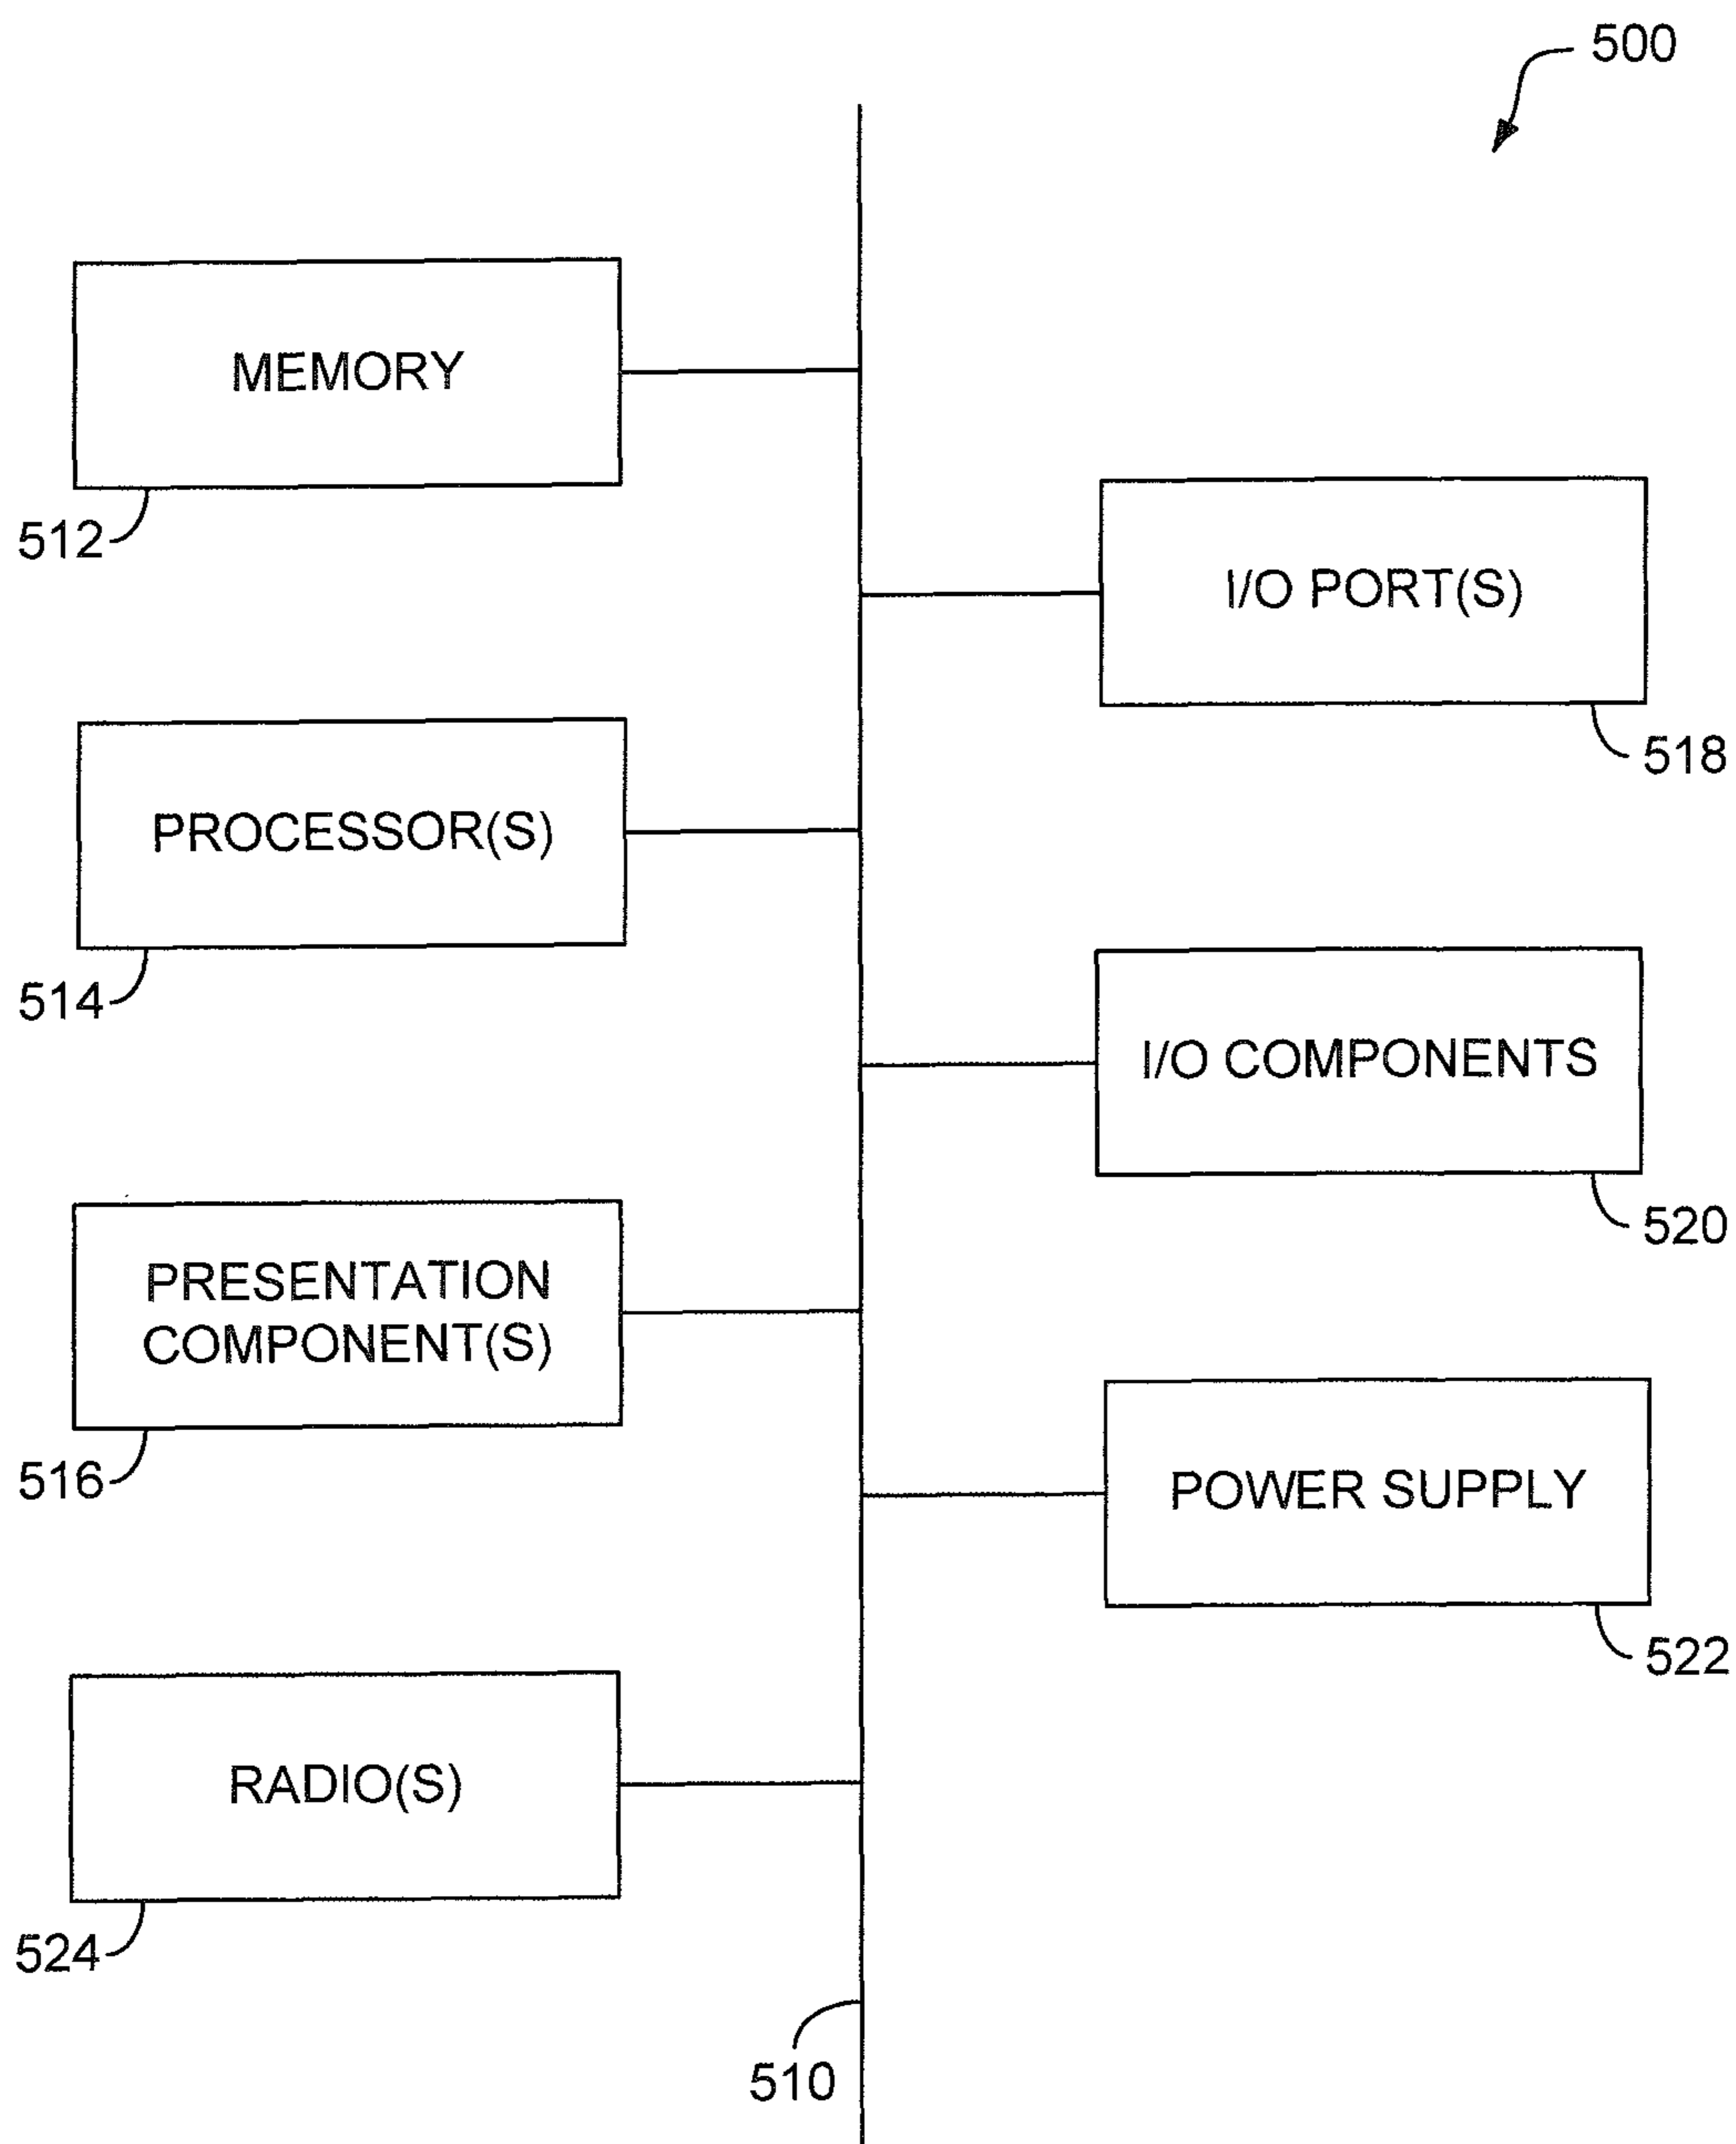 500
MEMORY
512
I/O PORT(S)
518
PROCESSOR(S)
514
I/O COMPONENTS
520
PRESENTATION
COMPONENT(S)
516
POWER SUPPLY
522
RADIO(S)
524
510